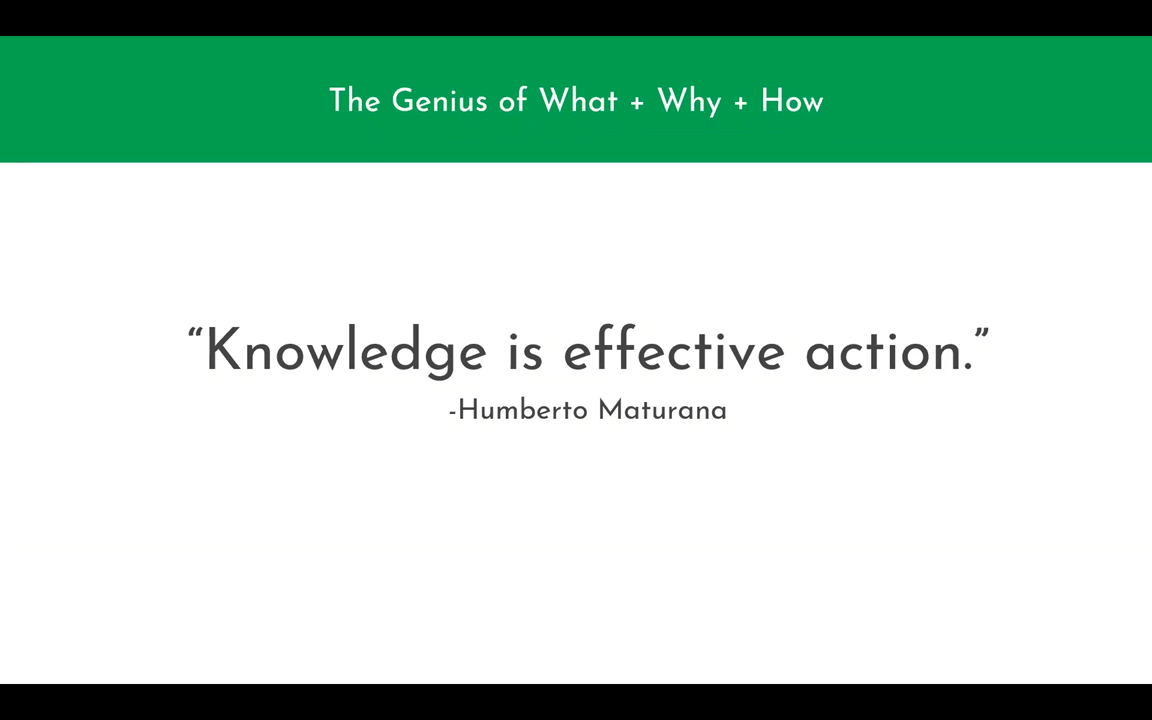 The Genius of What + Why + How
“Knowledge is effective action.”
-Humberto Maturana